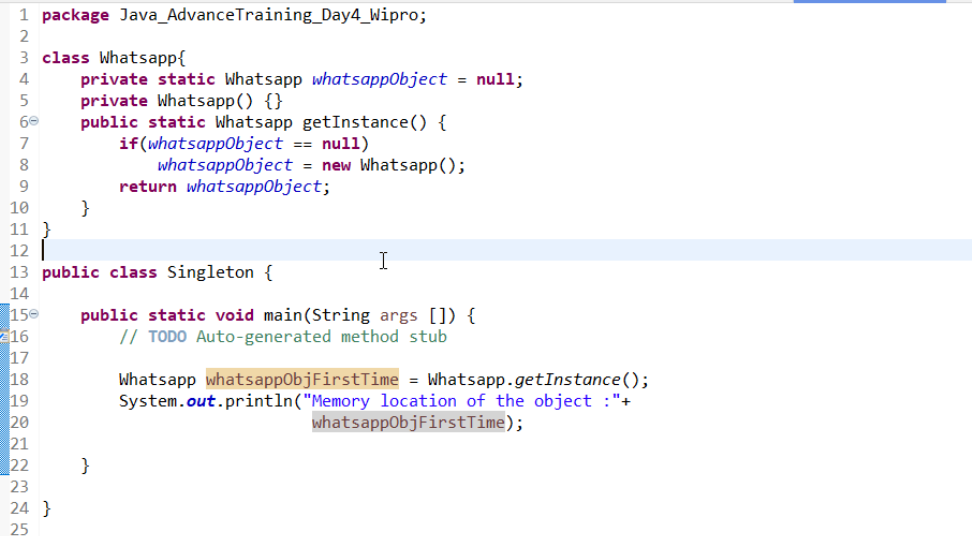 1 package Java_AdvanceTraining_Day4_Wipro;
2
3 class Whatsapp{
4     private static Whatsapp whatsappObject = null;
5     private Whatsapp() {}
6     public static Whatsapp getInstance() {
7         if(whatsappObject == null)
8             whatsappObject = new Whatsapp();
9         return whatsappObject;
10     }
11 }
12
13 public class Singleton {
14
15     public static void main(String args []) {
16         // TODO Auto-generated method stub
17
18         Whatsapp whatsappObjFirstTime = Whatsapp.getInstance();
19         System.out.println("Memory location of the object :"+
20                             whatsappObjFirstTime);
21
22     }
23
24 }
25